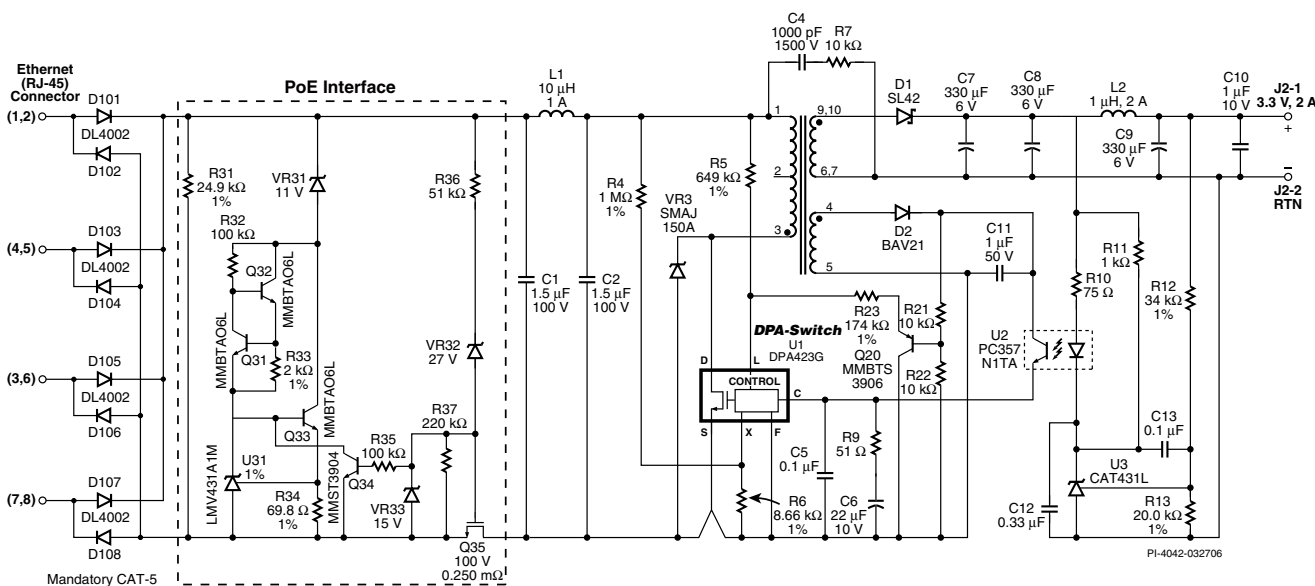 Ethernet
(RJ-45)
Connector
(1,2)
D101
DL4002
D102
(4,5)
D103
DL4002
D104
(3,6)
D105
DL4002
D106
(7,8)
D107
DL4002
D108
Mandatory CAT-5
PoE Interface
R31
24.9 kΩ
1%
R32
100 kΩ
VR31
11 V
R36
51 kΩ
Q32
MMBTAO6L
MMBTAO6L
Q31
R33
2 kΩ
1%
MMBTAO6L
Q33
VR32
27 V
R37
220 kΩ
R35
100 kΩ
MMST3904
Q34
LMV431A1M
U31
1%
R34
69.8 Ω
1%
VR33
15 V
Q35
100 V
0.250 mΩ
L1
10 µH
1 A
C1
1.5 µF
100 V
C2
1.5 µF
100 V
R4
1 MΩ
1%
VR3
SMAJ
150A
R5
649 kΩ
1%
C4
1000 pF
1500 V
R7
10 kΩ
1
2
3
9,10
6,7
4
5
D1
SL42
D2
BAV21
C7
330 µF
6 V
C8
330 µF
6 V
L2
1 µH, 2 A
C9
330 µF
6 V
C10
1 µF
10 V
J2-1
3.3 V, 2 A
+
–
J2-2
RTN
C11
1 µF
50 V
R10
75 Ω
R11
1 kΩ
R12
34 kΩ
1%
R21
10 kΩ
R22
10 kΩ
R23
174 kΩ
1%
Q20
MMBTS
3906
DPA-Switch
U1
DPA423G
D
L
CONTROL
C
S
X
F
U2
PC357
N1TA
R6
8.66 kΩ
1%
C5
0.1 µF
R9
51 Ω
C6
22 µF
10 V
C13
0.1 µF
U3
CAT431L
C12
0.33 µF
R13
20.0 kΩ
1%
PI-4042-032706